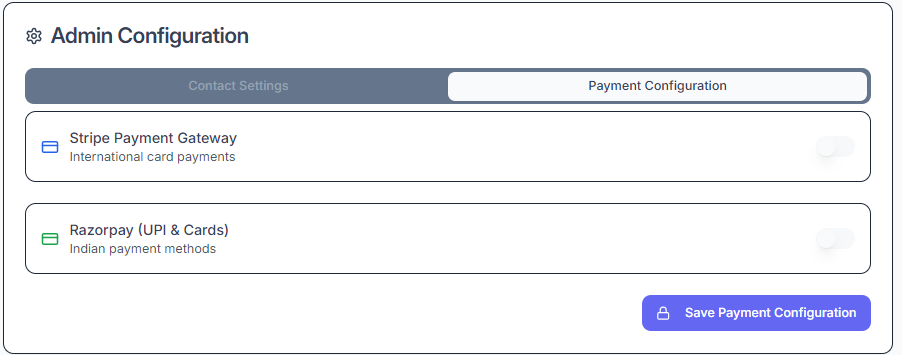 Admin Configuration
Contact Settings
Payment Configuration
Stripe Payment Gateway
International card payments
Razorpay (UPI & Cards)
Indian payment methods
Save Payment Configuration